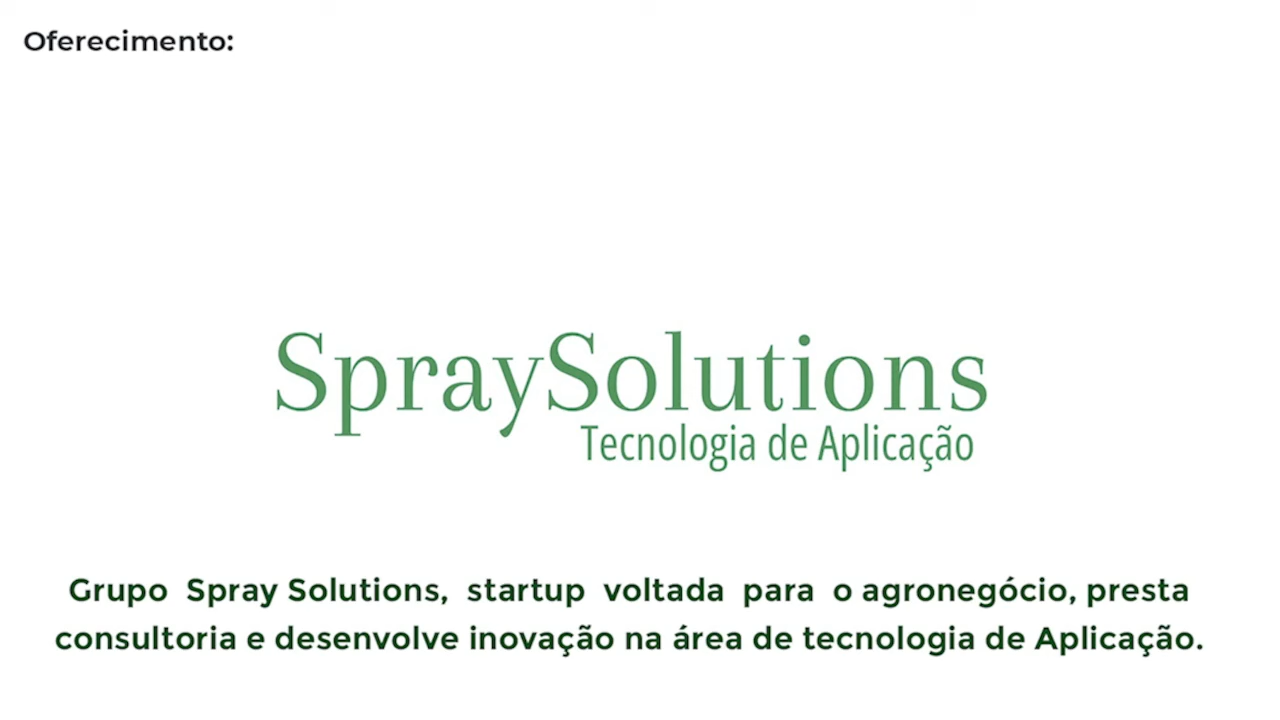 Oferecimento:
SpraySolutions
Tecnologia de Aplicação
Grupo Spray Solutions, startup voltada para o agronegócio, presta
consultoria e desenvolve inovação na área de tecnologia de Aplicação.